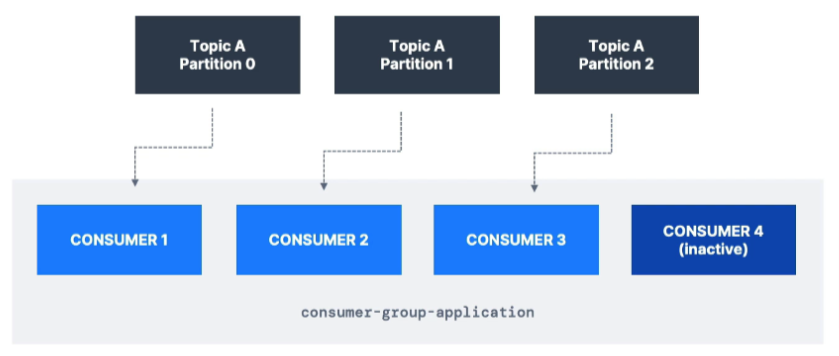 Topic A
Partition 0
Topic A
Partition 1
Topic A
Partition 2
CONSUMER 1
CONSUMER 2
CONSUMER 3
CONSUMER 4
(inactive)
consumer-group-application